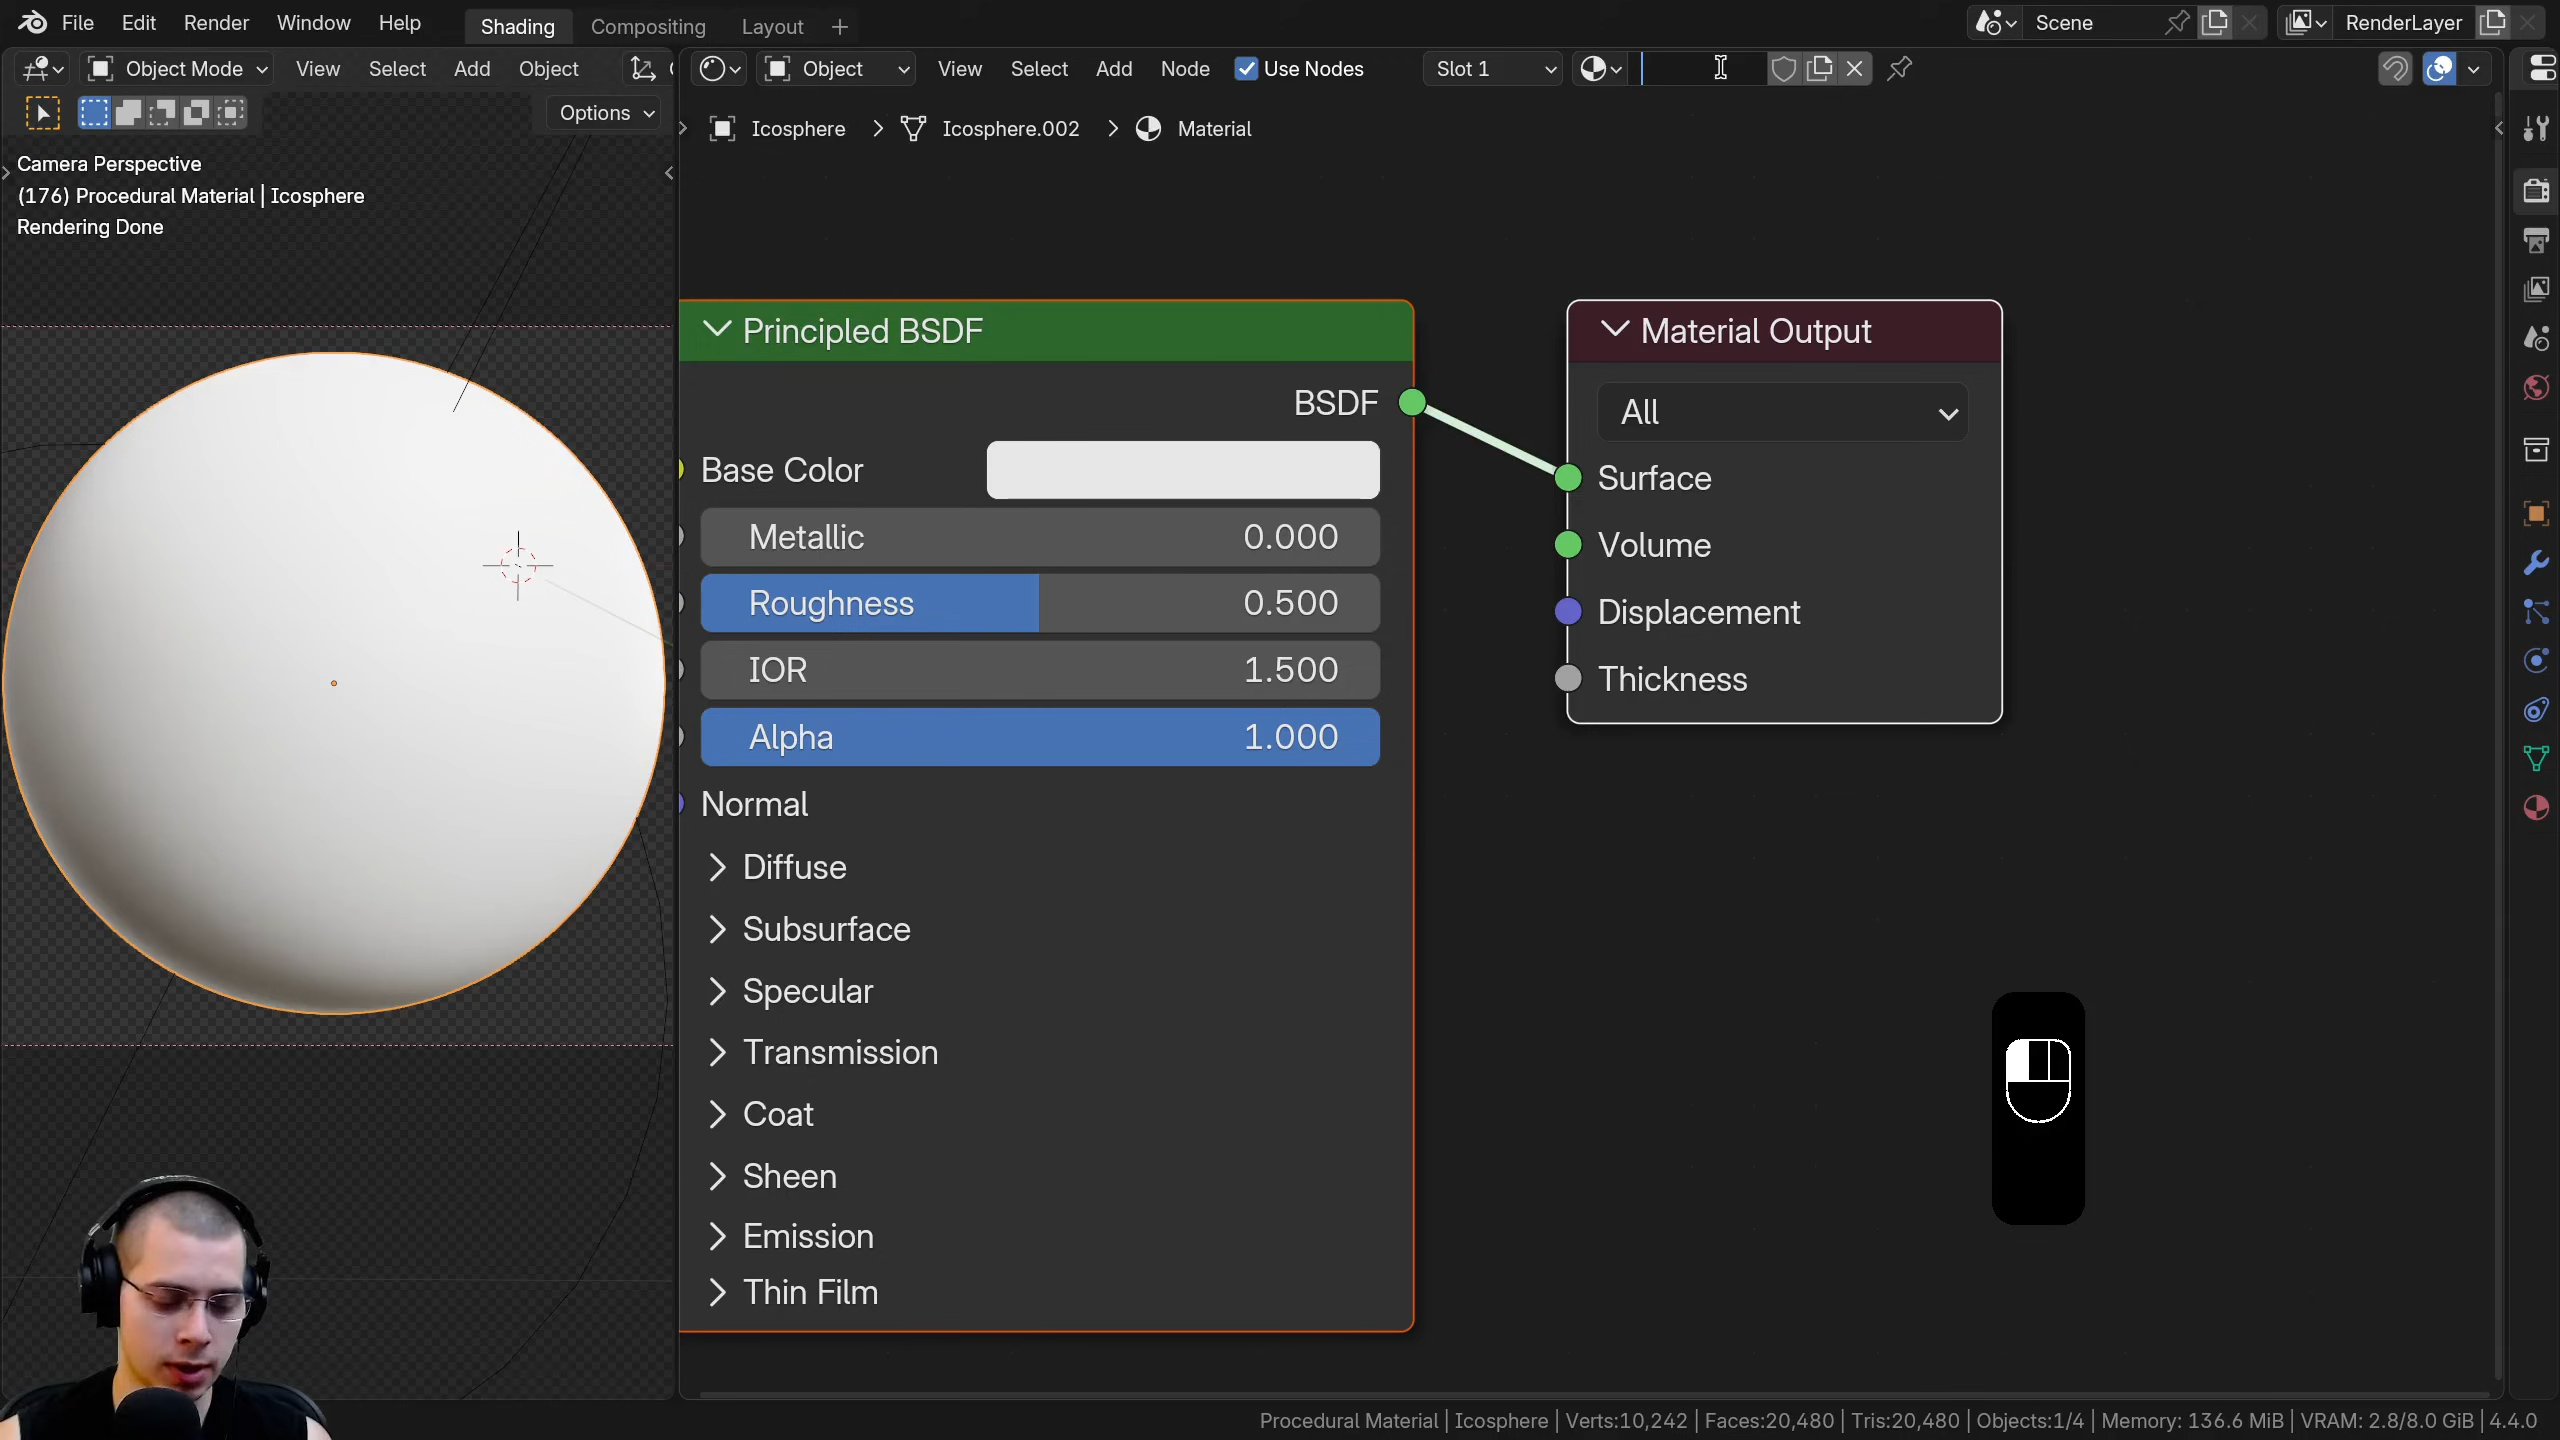 File Edit Render Window Help Shading Compositing Layout + Scene RenderLayer
Object Mode View Select Add Object Object View Select Add Node Use Nodes Slot 1
Options
Icosphere > Icosphere.002 > Material
Camera Perspective
(176) Procedural Material | Icosphere
Rendering Done
Principled BSDF
BSDF
Base Color
Metallic 0.000
Roughness 0.500
IOR 1.500
Alpha 1.000
Normal
Diffuse
Subsurface
Specular
Transmission
Coat
Sheen
Emission
Thin Film
Material Output
All
Surface
Volume
Displacement
Thickness
Procedural Material | Icosphere | Verts:10,242 | Faces:20,480 | Tris:20,480 | Objects:1/4 | Memory: 136.6 MiB | VRAM: 2.8/8.0 GiB | 4.4.0